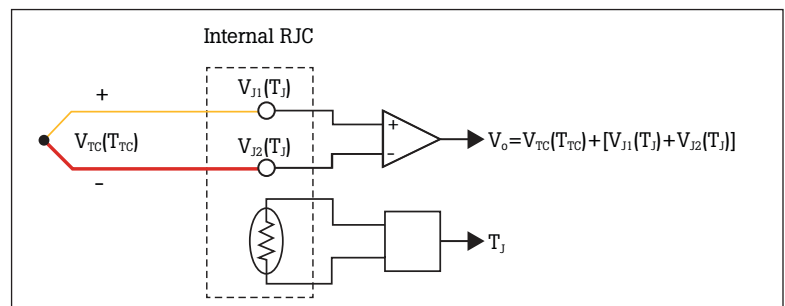 Internal RJC
+
V_J1(T_J)
V_TC(T_TC)
+
V_o=V_TC(T_TC)+[V_J1(T_J)+V_J2(T_J)]
V_J2(T_J)
–
–
T_J